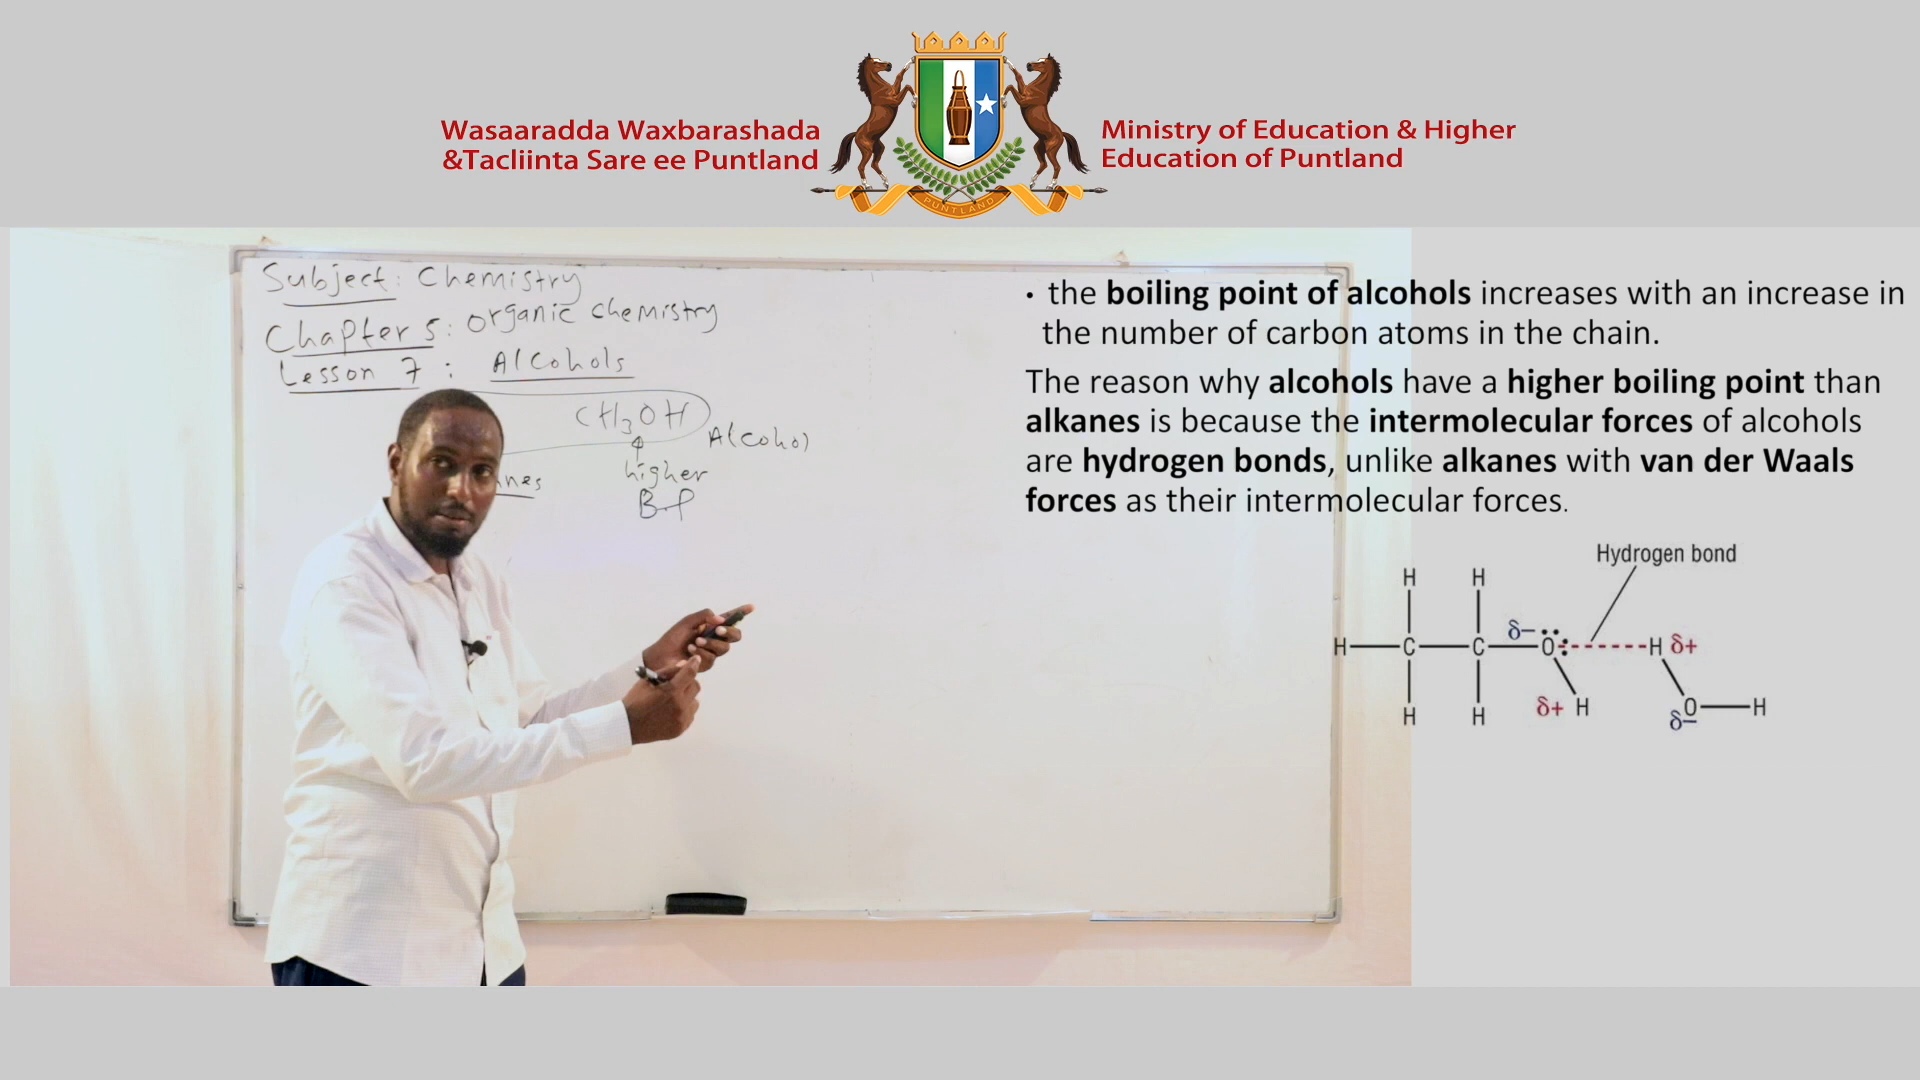 Wasaaradda Waxbarashada
&Tacliinta Sare ee Puntland
Ministry of Education & Higher
Education of Puntland
PUNTLAND
Subject: Chemistry
Chapter 5: organic chemistry
Lesson 7: Alcohols
CH3OH
Alcohol
higher
B.P
• the boiling point of alcohols increases with an increase in
the number of carbon atoms in the chain.
The reason why alcohols have a higher boiling point than
alkanes is because the intermolecular forces of alcohols
are hydrogen bonds, unlike alkanes with van der Waals
forces as their intermolecular forces.
Hydrogen bond
H H
δ–
H C C O H δ+
H H δ+ H O H
δ–